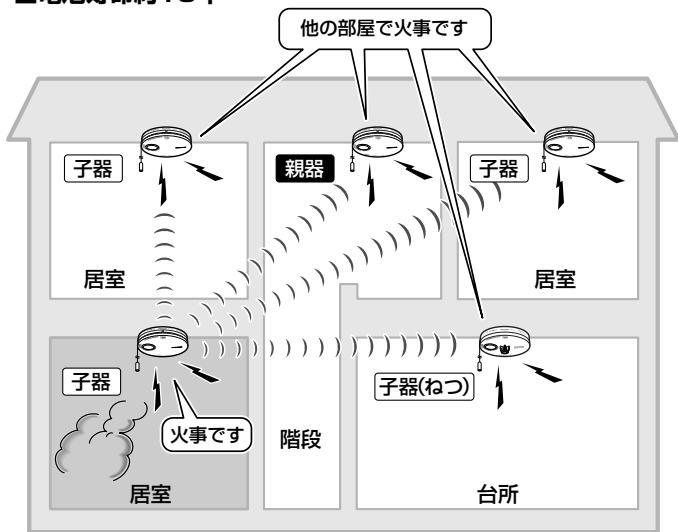 他の部屋で火事です
子器
親器
子器
居室
居室
子器
子器(ねつ)
火事です
階段
居室
台所